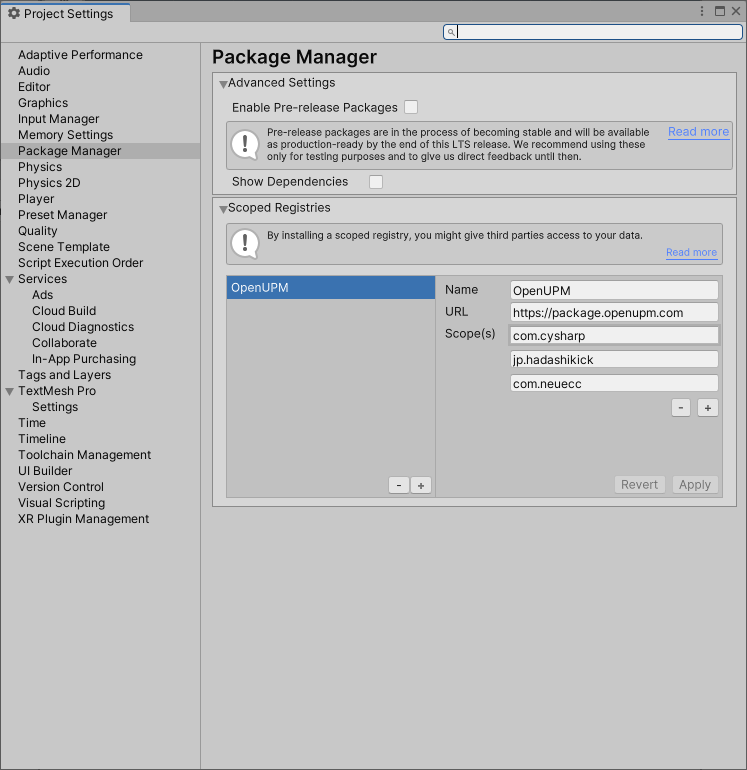 Project Settings
Adaptive Performance
Audio
Editor
Graphics
Input Manager
Memory Settings
Package Manager
Physics
Physics 2D
Player
Preset Manager
Quality
Scene Template
Script Execution Order
Services
Ads
Cloud Build
Cloud Diagnostics
Collaborate
In-App Purchasing
Tags and Layers
TextMesh Pro
Settings
Time
Timeline
Toolchain Management
UI Builder
Version Control
Visual Scripting
XR Plugin Management
Package Manager
Advanced Settings
Enable Pre-release Packages
Pre-release packages are in the process of becoming stable and will be available
as production-ready by the end of this LTS release. We recommend using these
only for testing purposes and to give us direct feedback until then.
Read more
Show Dependencies
Scoped Registries
By installing a scoped registry, you might give third parties access to your data.
Read more
OpenUPM
- +
Name OpenUPM
URL https://package.openupm.com
Scope(s) com.cysharp
jp.hadashikick
com.neuecc
- +
Revert Apply